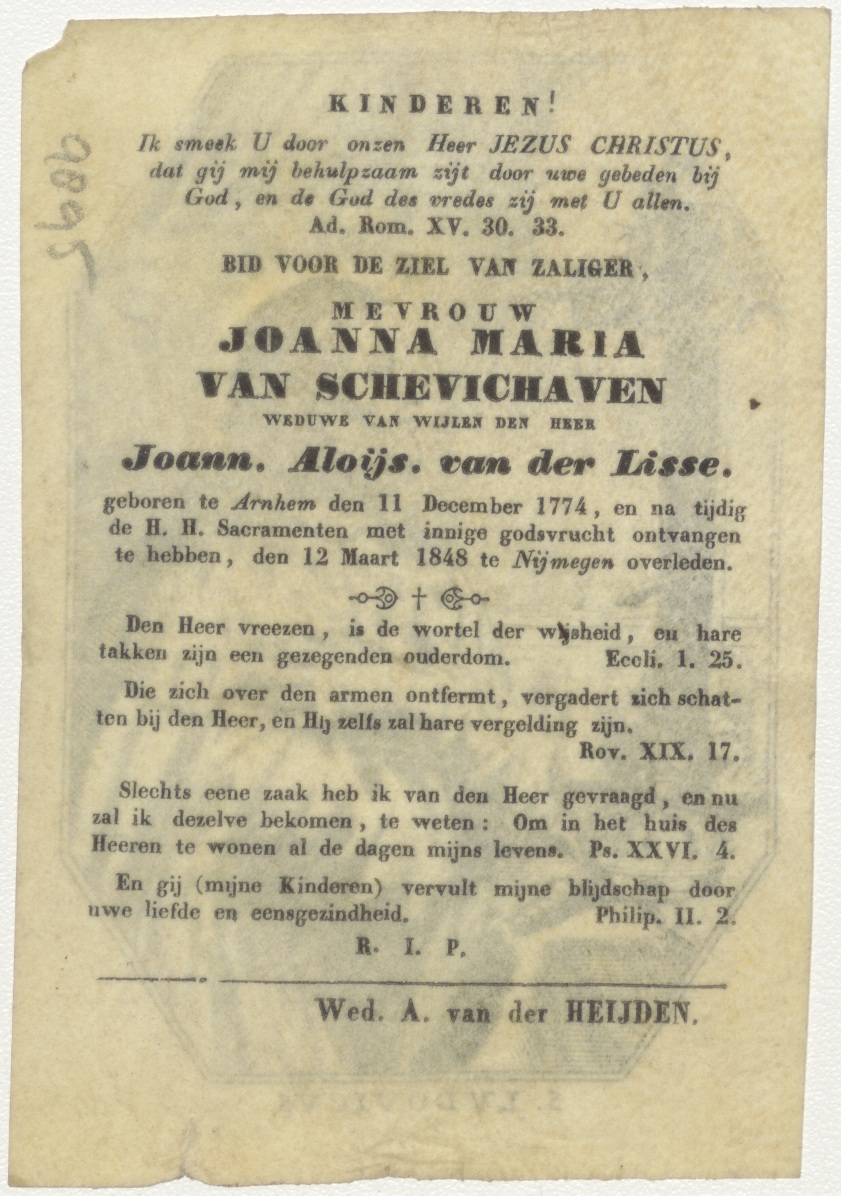 KINDEREN!
Ik smeek U door onzen Heer JEZUS CHRISTUS,
dat gij mij behulpzaam zijt door uwe gebeden bij
God, en de God des vredes zij met U allen.
Ad. Rom. XV. 30. 33.
BID VOOR DE ZIEL VAN ZALIGER,
MEVROUW
JOANNA MARIA
VAN SCHEVICHAVEN
WEDUWE VAN WIJLEN DEN HEER
Joann. Aloijs. van der Lisse.
geboren te Arnhem den 11 December 1774, en na tijdig
de H. H. Sacramenten met innige godsvrucht ontvangen
te hebben, den 12 Maart 1848 te Nijmegen overleden.
†
Den Heer vreezen, is de wortel der wijsheid, en hare
takken zijn een gezegenden ouderdom. Eccli. 1. 25.
Die zich over den armen ontfermt, vergadert zich schat-
ten bij den Heer, en Hij zelfs zal hare vergelding zijn.
Rov. XIX. 17.
Slechts eene zaak heb ik van den Heer gevraagd, en nu
zal ik dezelve bekomen, te weten: Om in het huis des
Heeren te wonen al de dagen mijns levens. Ps. XXVI. 4.
En gij (mijne Kinderen) vervult mijne blijdschap door
uwe liefde en eensgezindheid. Philip. II. 2.
R. I. P.
Wed. A. van der HEIJDEN.
S. LVDOVICVS